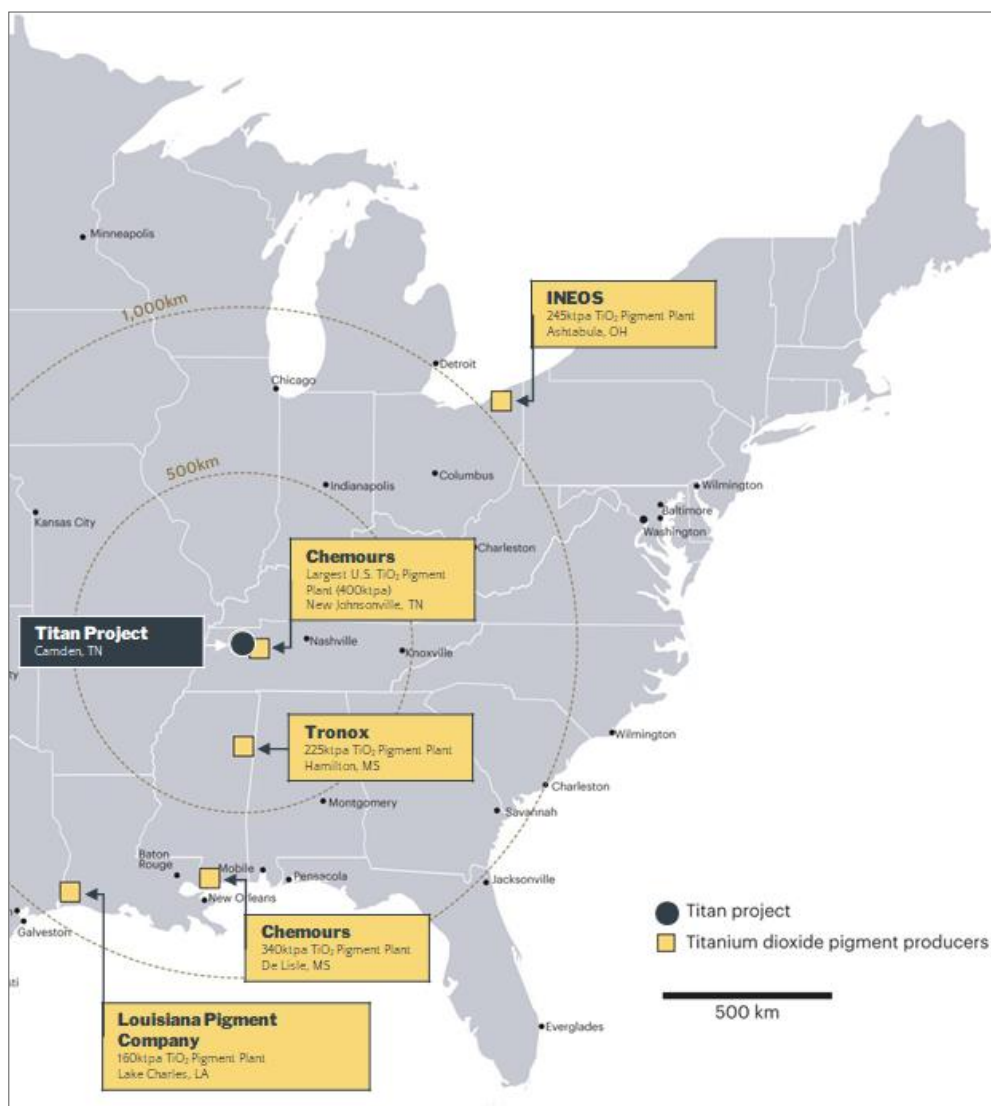 Minneapolis
1,000km
INEOS
245ktpa TiO₂ Pigment Plant
Ashtabula, OH
Detroit
Chicago
500km
Columbus
Indianapolis
Wilmington
Baltimore
Washington
Kansas City
Charleston
Chemours
Largest U.S. TiO₂ Pigment
Plant (400ktpa)
New Johnsonville, TN
Titan Project
Camden, TN
Nashville
Knoxville
Tronox
225ktpa TiO₂ Pigment Plant
Hamilton, MS
Wilmington
Charleston
Montgomery
Savannah
Baton
Rouge
Mobile
Pensacola
Jacksonville
New Orleans
Galveston
Chemours
340ktpa TiO₂ Pigment Plant
De Lisle, MS
Titan project
Titanium dioxide pigment producers
500 km
Louisiana Pigment
Company
160ktpa TiO₂ Pigment Plant
Lake Charles, LA
Everglades